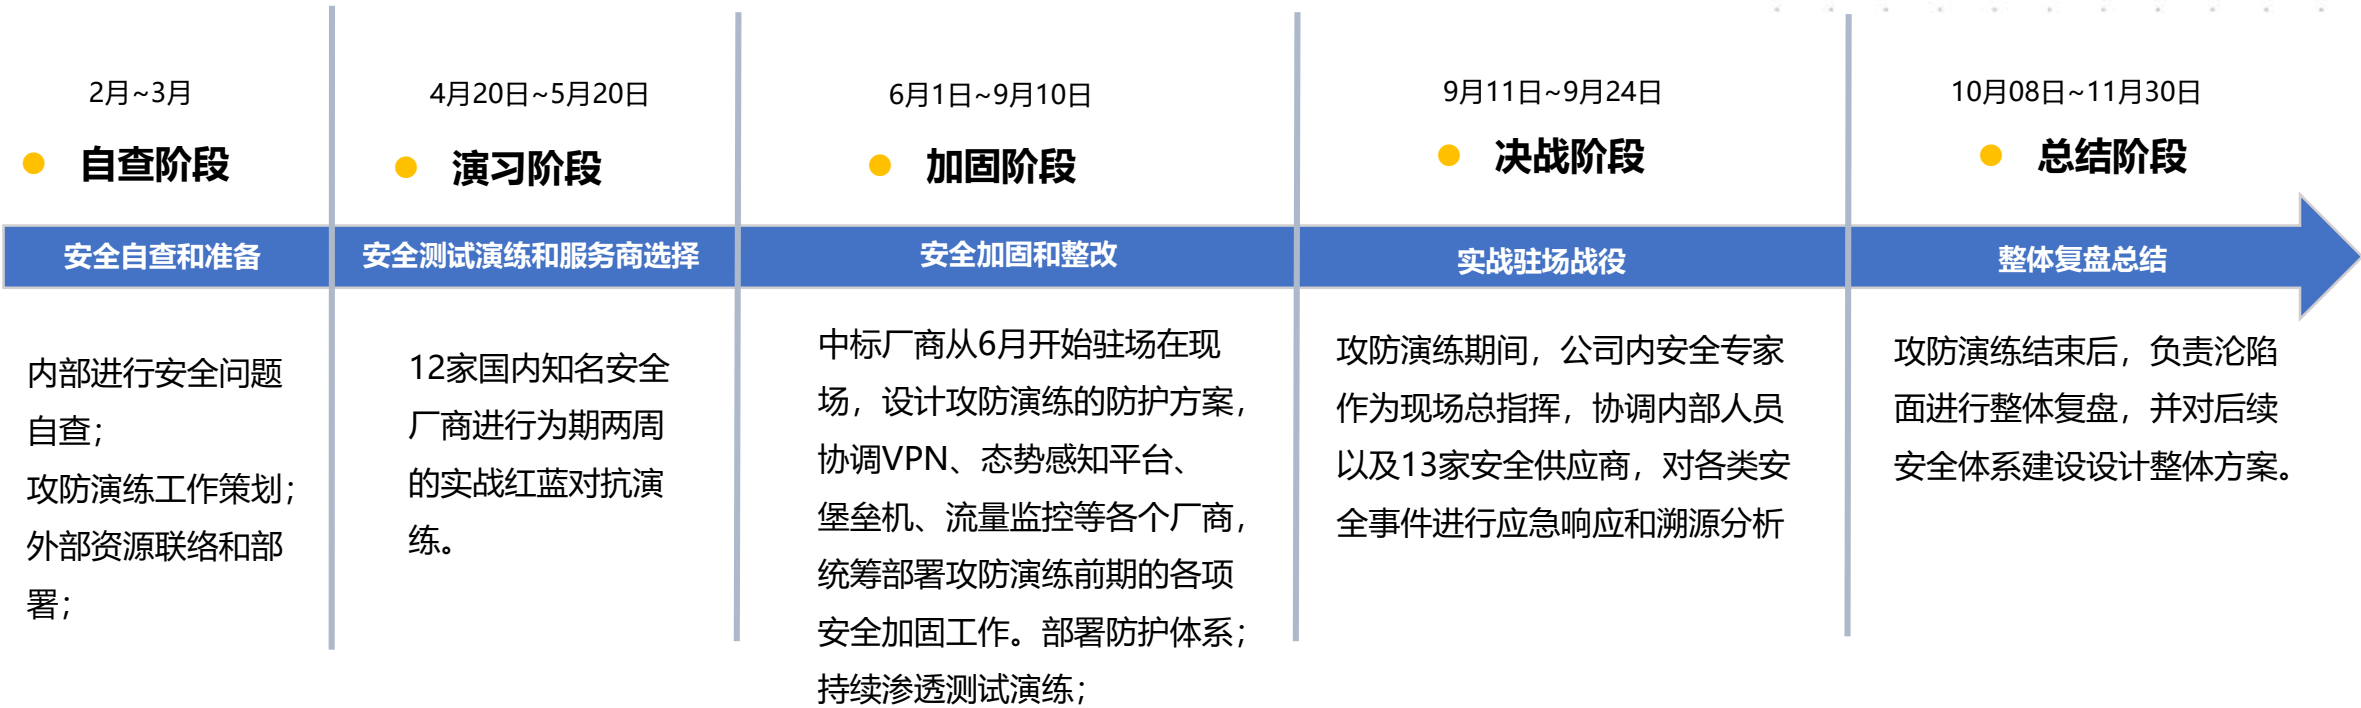 2月~3月
自查阶段
安全自查和准备
内部进行安全问题
自查；
攻防演练工作策划；
外部资源联络和部
署；
4月20日~5月20日
演习阶段
安全测试演练和服务商选择
12家国内知名安全
厂商进行为期两周
的实战红蓝对抗演
练。
6月1日~9月10日
加固阶段
安全加固和整改
中标厂商从6月开始驻场在现
场，设计攻防演练的防护方案，
协调VPN、态势感知平台、
堡垒机、流量监控等各个厂商，
统筹部署攻防演练前期的各项
安全加固工作。部署防护体系；
持续渗透测试演练；
9月11日~9月24日
决战阶段
实战驻场战役
攻防演练期间，公司内安全专家
作为现场总指挥，协调内部人员
以及13家安全供应商，对各类安
全事件进行应急响应和溯源分析
10月08日~11月30日
总结阶段
整体复盘总结
攻防演练结束后，负责沦陷
面进行整体复盘，并对后续
安全体系建设设计整体方案。